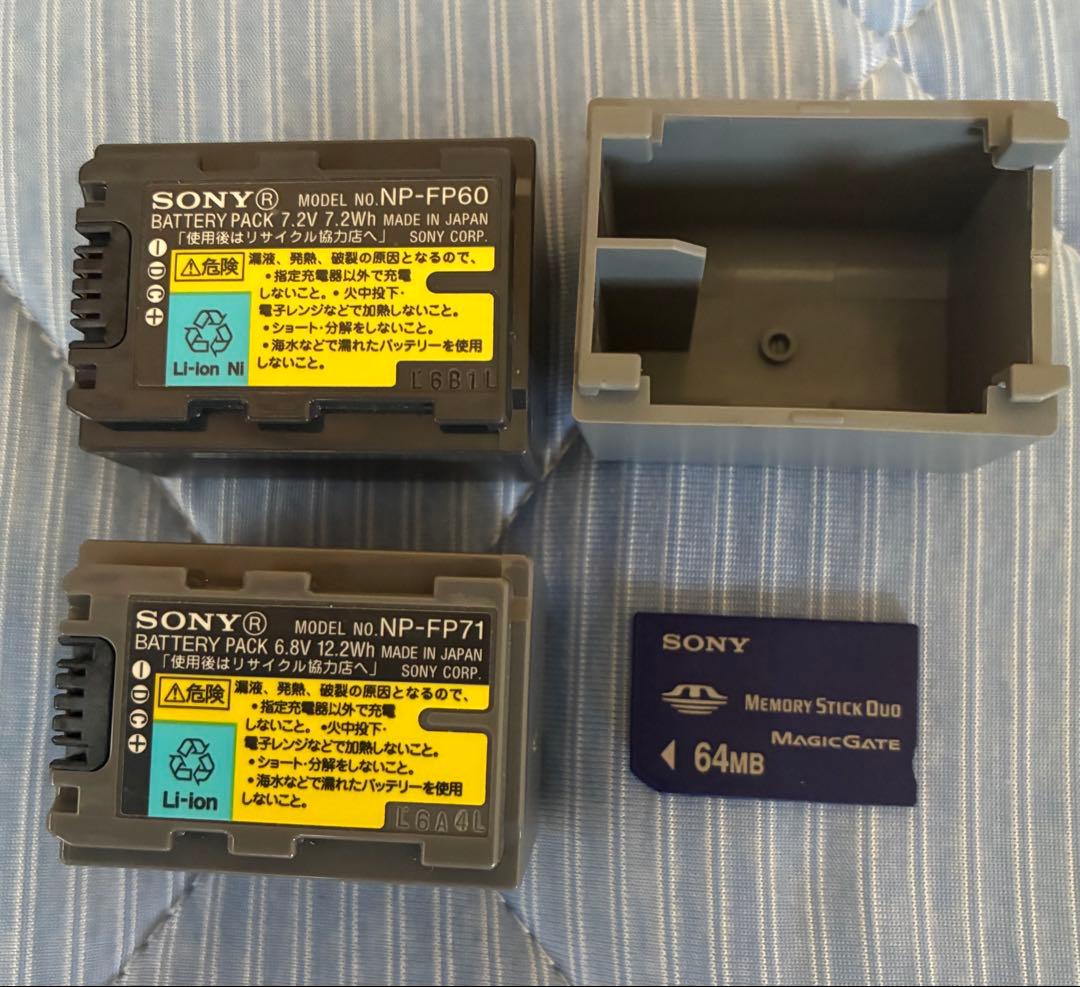 SONY® MODEL NO. NP-FP60
BATTERY PACK 7.2V 7.2Wh MADE IN JAPAN
「使用後はリサイクル協力店へ」 SONY CORP.
⚠危険
漏液、発熱、破裂の原因となるので、
•指定充電器以外で充電
しないこと。•火中投下・
電子レンジなどで加熱しないこと。
•ショート・分解をしないこと。
•海水などで濡れたバッテリーを使用
しないこと。
Li-ion Ni
L6B1L
− D C +
SONY® MODEL NO. NP-FP71
BATTERY PACK 6.8V 12.2Wh MADE IN JAPAN
「使用後はリサイクル協力店へ」 SONY CORP.
⚠危険
漏液、発熱、破裂の原因となるので、
•指定充電器以外で充電
しないこと。•火中投下・
電子レンジなどで加熱しないこと。
•ショート・分解をしないこと。
•海水などで濡れたバッテリーを使用
しないこと。
Li-ion
L6A4L
− D C +
SONY
MEMORY STICK DUO
MAGICGATE
◀ 64MB